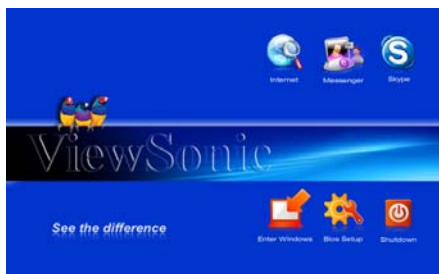 Internet Messenger Skype
ViewSonic
See the difference
Enter Windows Bios Setup Shutdown